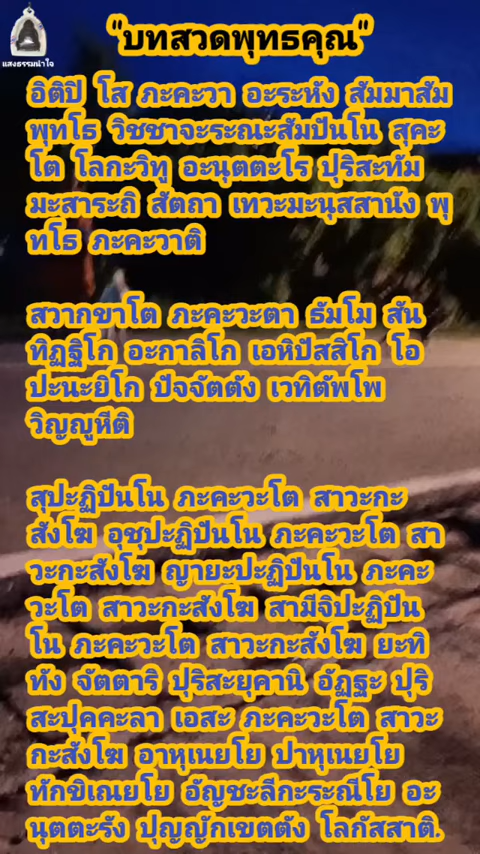 แสงธรรมนำใจ
"บทสวดพุทธคุณ"
อิติปิ โส ภะคะวา อะระหัง สัมมาสัม
พุทโธ วิชชาจะระณะสัมปันโน สุคะ
โต โลกะวิทู อะนุตตะโร ปุริสะทัม
มะสาระถิ สัตถา เทวะมะนุสสานัง พุ
ทโธ ภะคะวาติ
สวากขาโต ภะคะวะตา ธัมโม สัน
ทิฏฐิโก อะกาลิโก เอหิปัสสิโก โอ
ปะนะยิโก ปัจจัตตัง เวทิตัพโพ
วิญญูหีติ
สุปะฏิปันโน ภะคะวะโต สาวะกะ
สังโฆ อุชุปะฏิปันโน ภะคะวะโต สา
วะกะสังโฆ ญายะปะฏิปันโน ภะคะ
วะโต สาวะกะสังโฆ สามีจิปะฏิปัน
โน ภะคะวะโต สาวะกะสังโฆ ยะทิ
ทัง จัตตาริ ปุริสะยุคานิ อัฏฐะ ปุริ
สะปุคคะลา เอสะ ภะคะวะโต สาวะ
กะสังโฆ อาหุเนยโย ปาหุเนยโย
ทักขิเณยโย อัญชะลีกะระณีโย อะ
นุตตะรัง ปุญญักเขตตัง โลกัสสาติ.